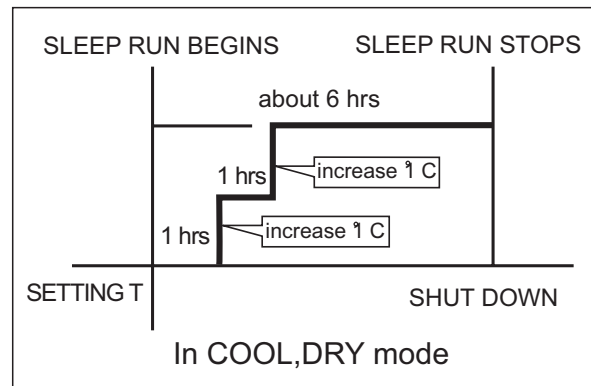 SLEEP RUN BEGINS
SLEEP RUN STOPS
about 6 hrs
1 hrs
increase 1°C
1 hrs
increase 1°C
SETTING T
SHUT DOWN
In COOL,DRY mode